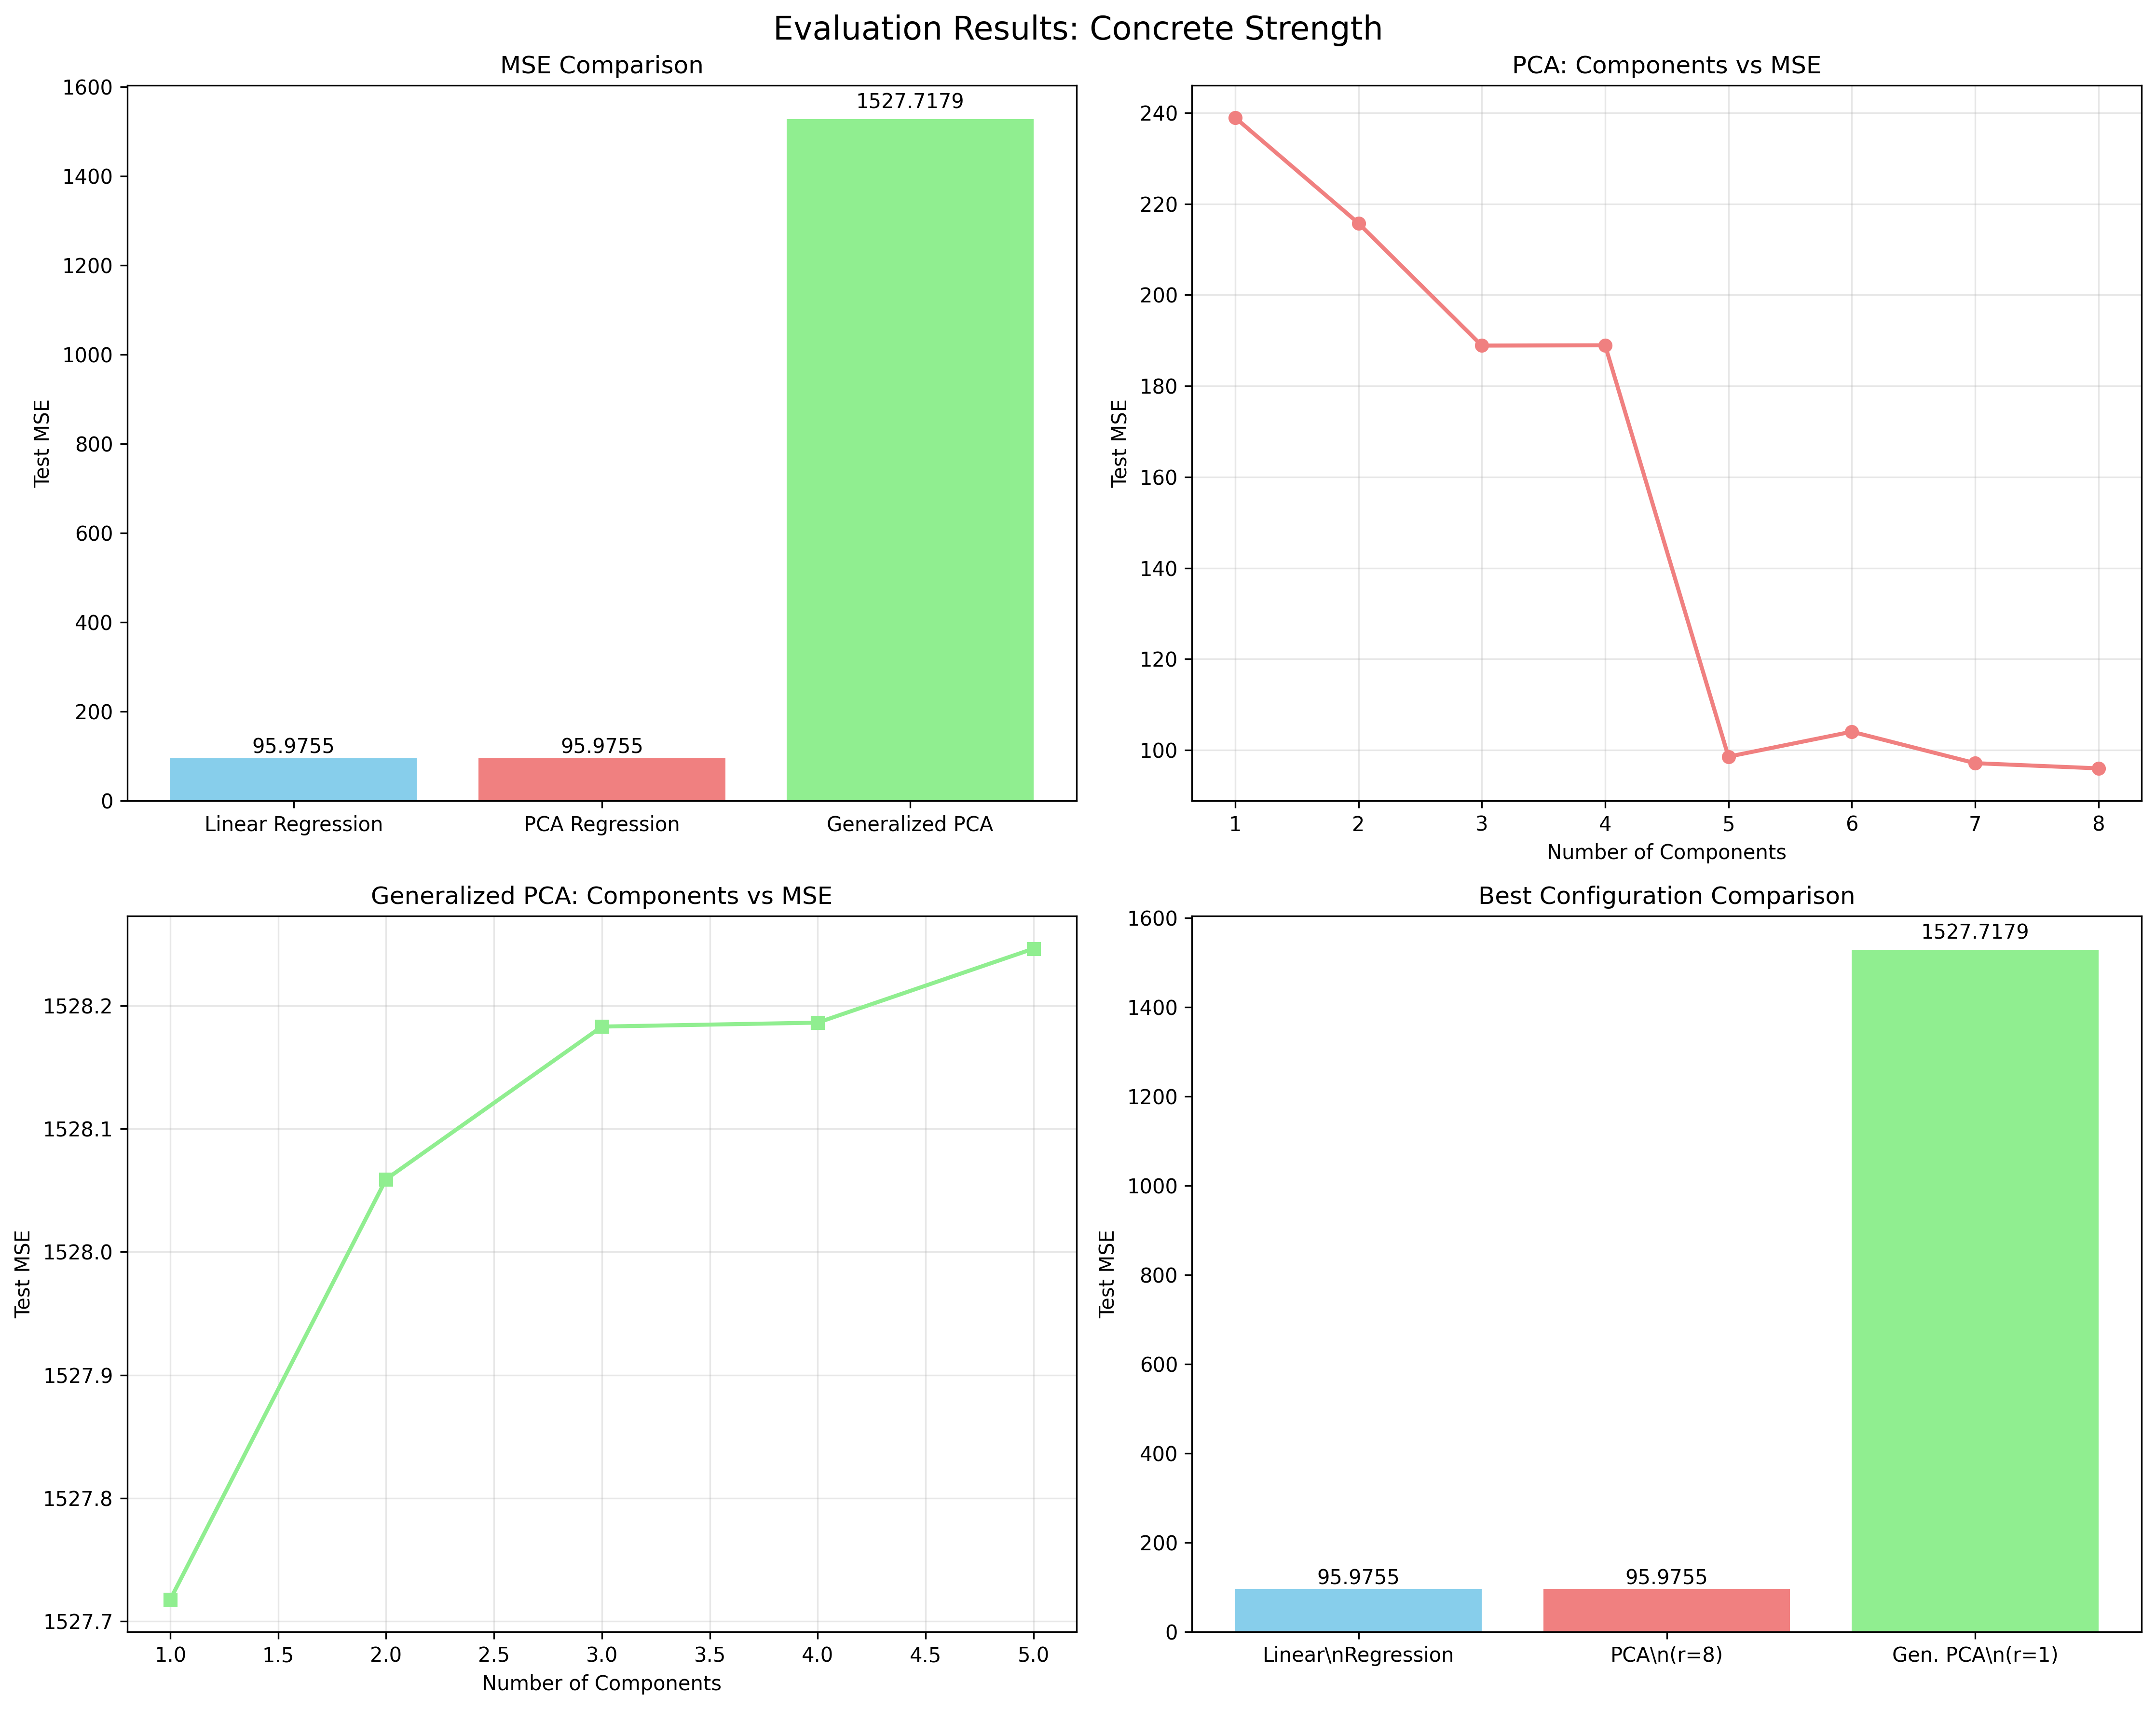 Evaluation Results: Concrete Strength
MSE Comparison
1600
1400
1200
1000
800
600
400
200
0
Test MSE
1527.7179
95.9755
95.9755
Linear Regression
PCA Regression
Generalized PCA
PCA: Components vs MSE
240
220
200
180
160
140
120
100
Test MSE
1 2 3 4 5 6 7 8
Number of Components
Generalized PCA: Components vs MSE
1528.2
1528.1
1528.0
1527.9
1527.8
1527.7
Test MSE
1.0 1.5 2.0 2.5 3.0 3.5 4.0 4.5 5.0
Number of Components
Best Configuration Comparison
1600
1400
1200
1000
800
600
400
200
0
Test MSE
1527.7179
95.9755
95.9755
Linear\nRegression
PCA\n(r=8)
Gen. PCA\n(r=1)